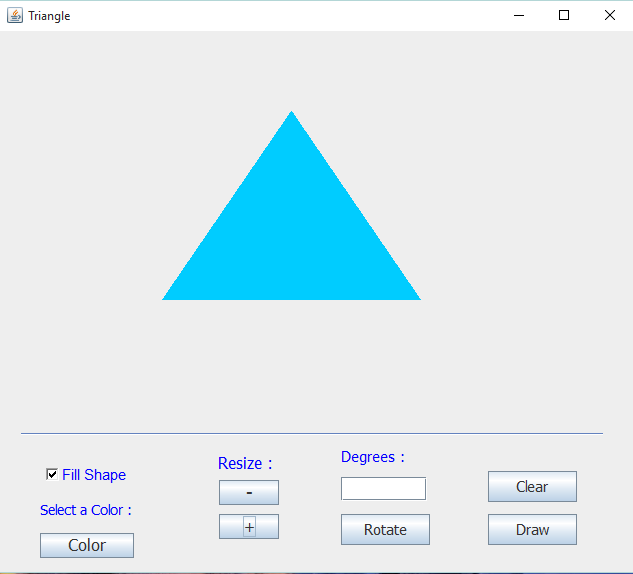 Triangle
Fill Shape
Select a Color :
Color
Resize :
-
+
Degrees :
Rotate
Clear
Draw